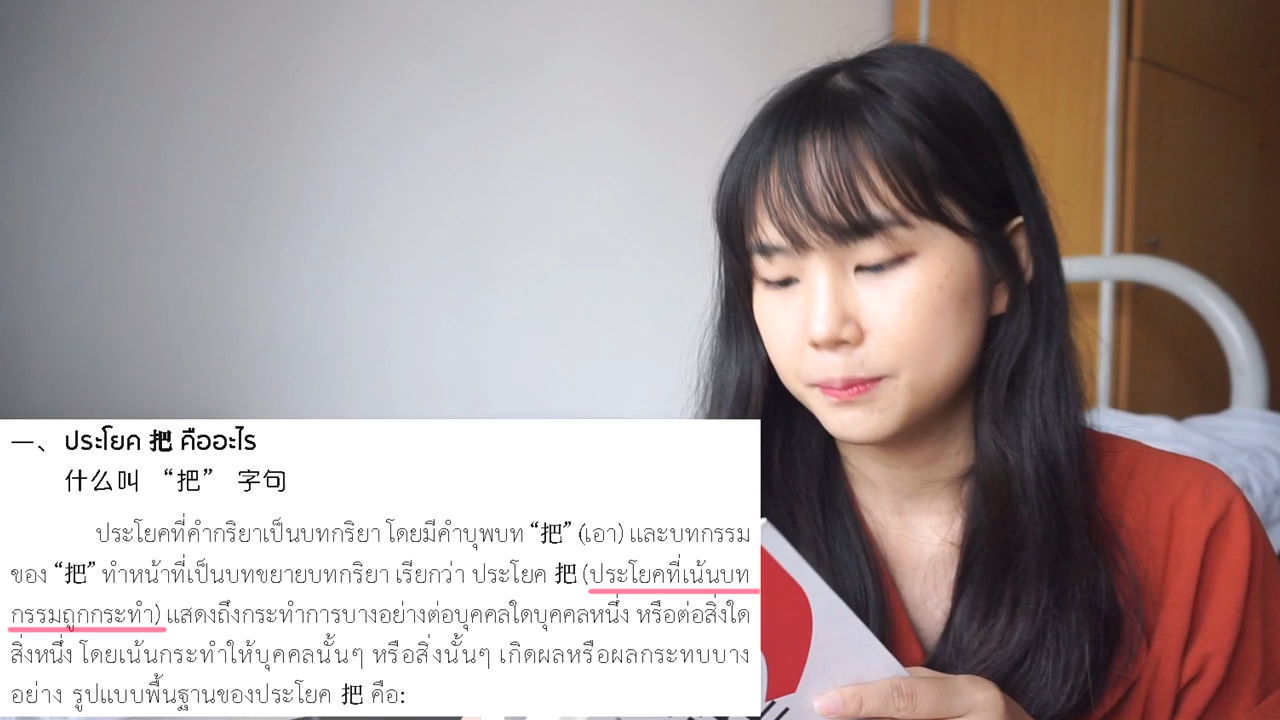 一、 ประโยค 把 คืออะไร
什么叫 “把” 字句
ประโยคที่คำกริยาเป็นบทกริยา โดยมีคำบุพบท “把” (เอา) และบทกรรม
ของ “把” ทำหน้าที่เป็นบทขยายบทกริยา เรียกว่า ประโยค 把 (ประโยคที่เน้นบท
กรรมถูกกระทำ) แสดงถึงกระทำการบางอย่างต่อบุคคลใดบุคคลหนึ่ง หรือต่อสิ่งใด
สิ่งหนึ่ง โดยเน้นกระทำให้บุคคลนั้นๆ หรือสิ่งนั้นๆ เกิดผลหรือผลกระทบบาง
อย่าง รูปแบบพื้นฐานของประโยค 把 คือ: